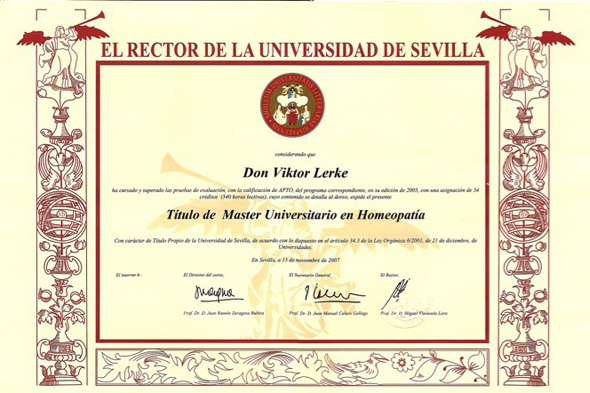 EL RECTOR DE LA UNIVERSIDAD DE SEVILLA
considerando que
Don Viktor Lerke
ha cursado y superado las pruebas de evaluación, con la calificación de APTO, del programa correspondiente, en su edición de 2005, con una asignación de 54
créditos (540 horas lectivas), cuyo contenido se detalla al dorso, expide el presente
Título de Master Universitario en Homeopatía
Con carácter de Título Propio de la Universidad de Sevilla, de acuerdo con lo dispuesto en el artículo 34.3 de la Ley Orgánica 6/2001, de 21 de diciembre, de
Universidades.
En Sevilla, a 13 de noviembre de 2007
El interesado El Director del curso, El Secretario General, El Rector,
Prof. Dr. D. Juan Ramón Zaragoza Rubira Prof. Dr. D. Juan Manuel Calero Gallego Prof. Dr. D. Miguel Florencio Lora